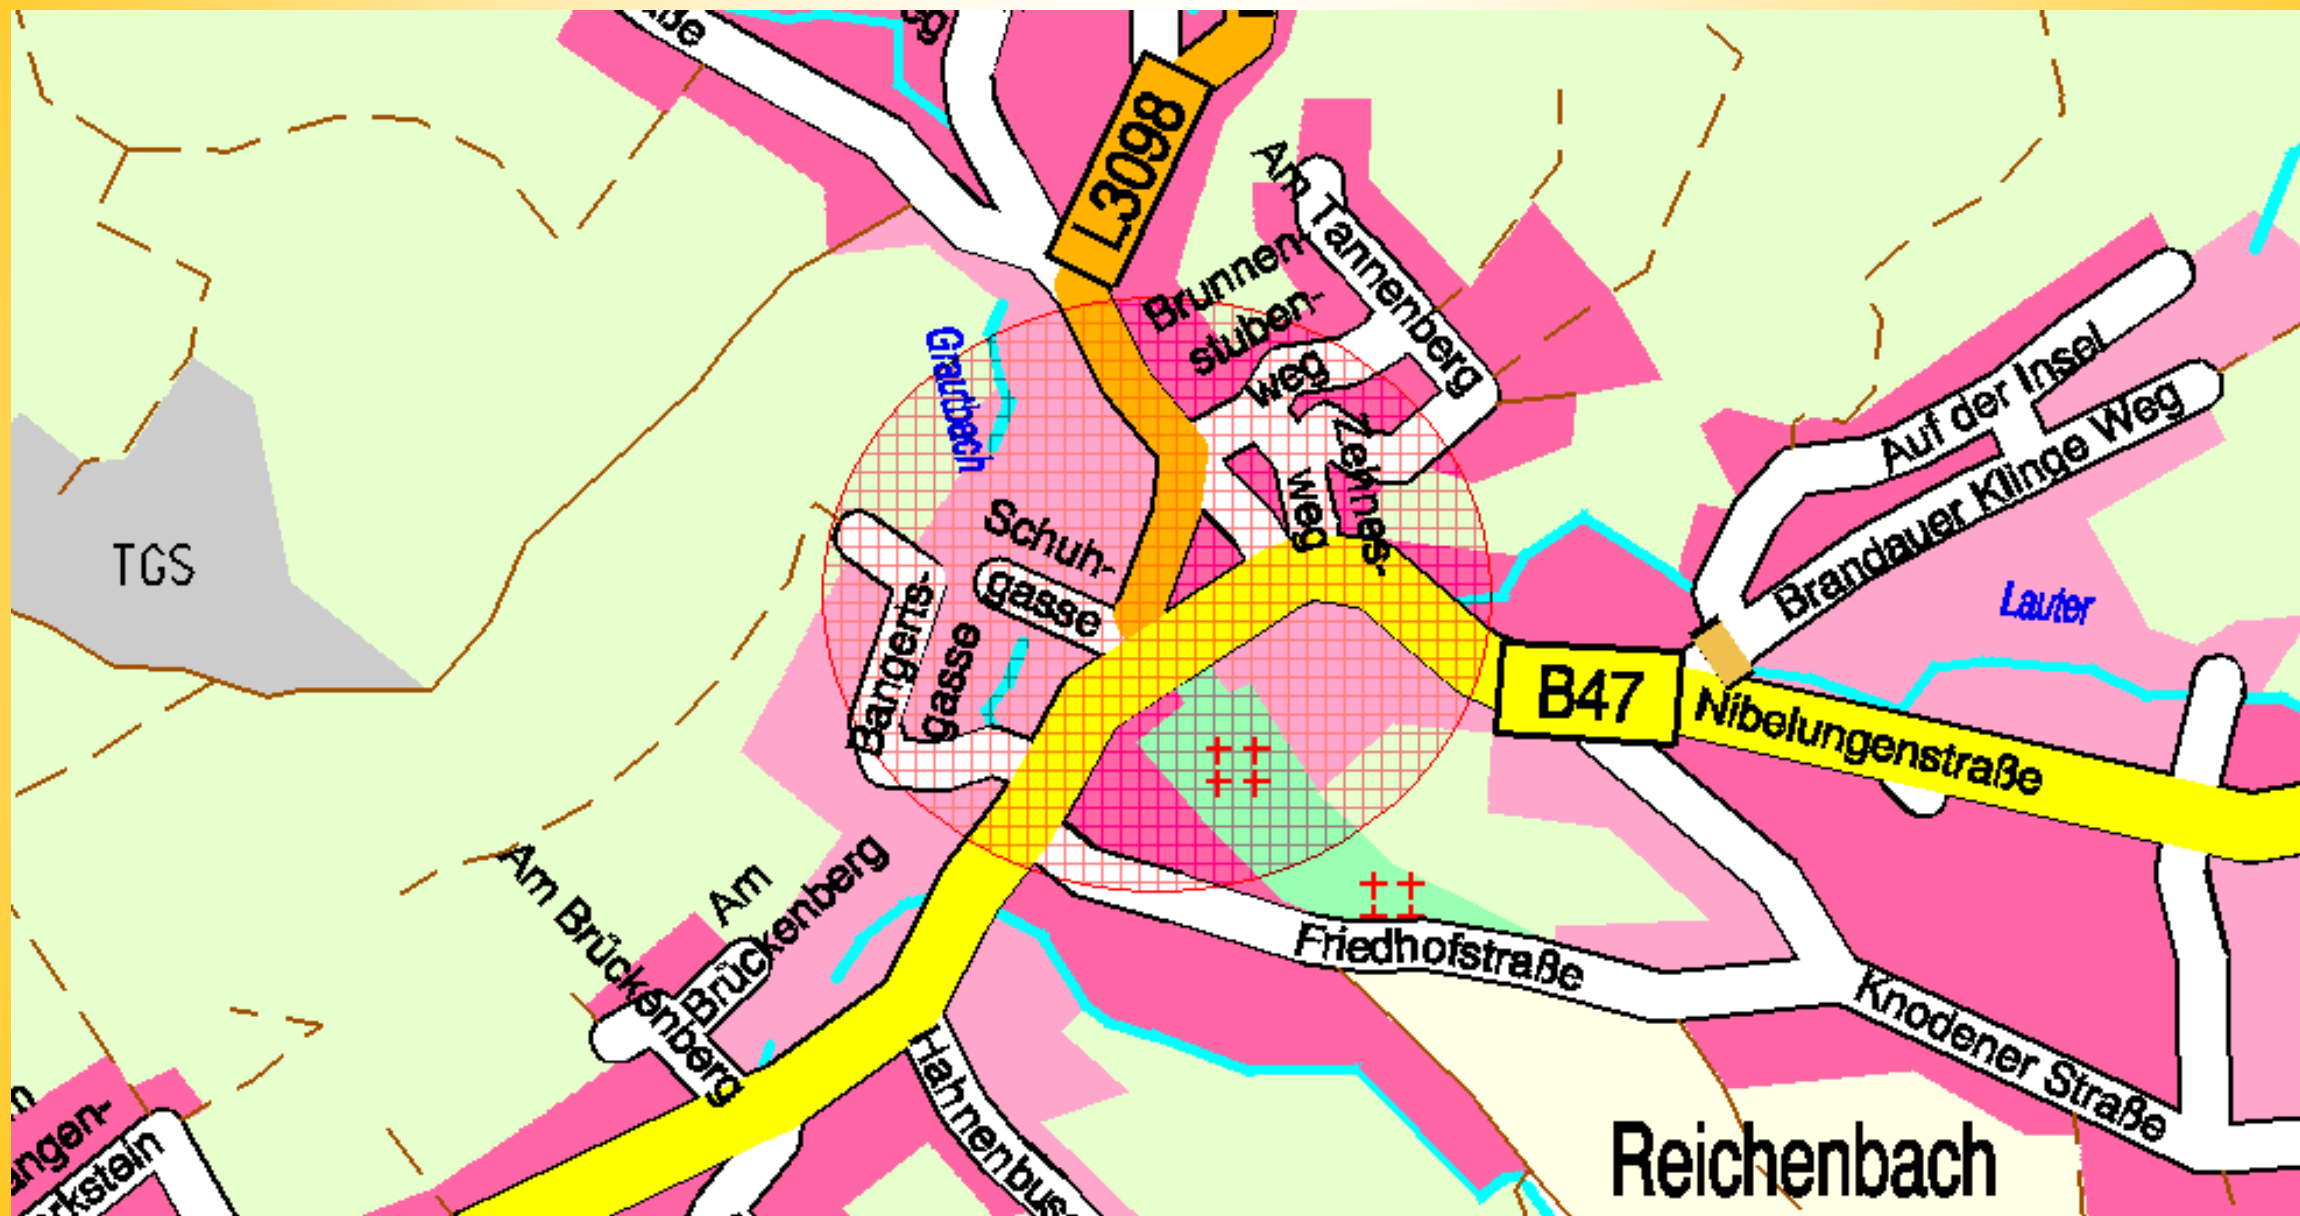 L3098
Am Tannenberg
Brunnen-
stuben-
weg
Zehnes-
weg
Graulbach
Schuh-
gasse
Bangerts-
gasse
TGS
Auf der Insel
Brandauer Klinge Weg
Lauter
B47
Nibelungenstraße
Am
Brückenberg
Am Brückenberg
Friedhofstraße
Knodener Straße
Reichenbach